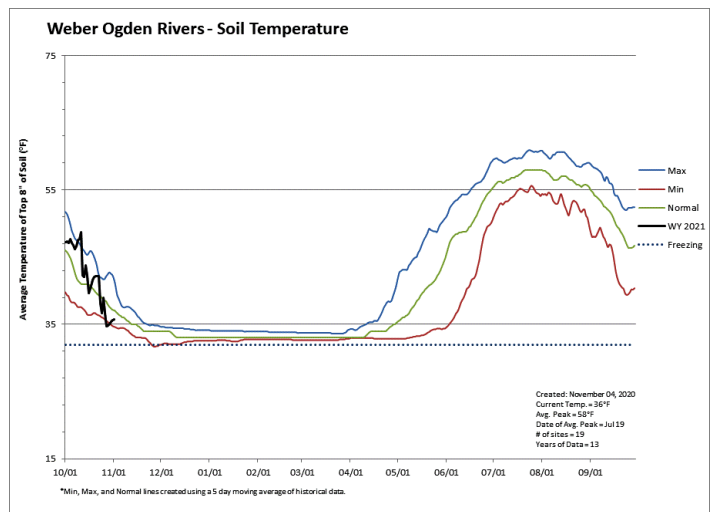 Weber Ogden Rivers - Soil Temperature
Average Temperature of Top 8" of Soil (°F)
75
55
35
15
10/01 11/01 12/01 01/01 02/01 03/01 04/01 05/01 06/01 07/01 08/01 09/01
Max
Min
Normal
WY 2021
Freezing
Created: November 04, 2020
Current Temp. = 36°F
Avg. Peak = 58°F
Date of Avg. Peak = Jul 19
# of sites = 19
Years of Data = 13
*Min, Max, and Normal lines created using a 5 day moving average of historical data.